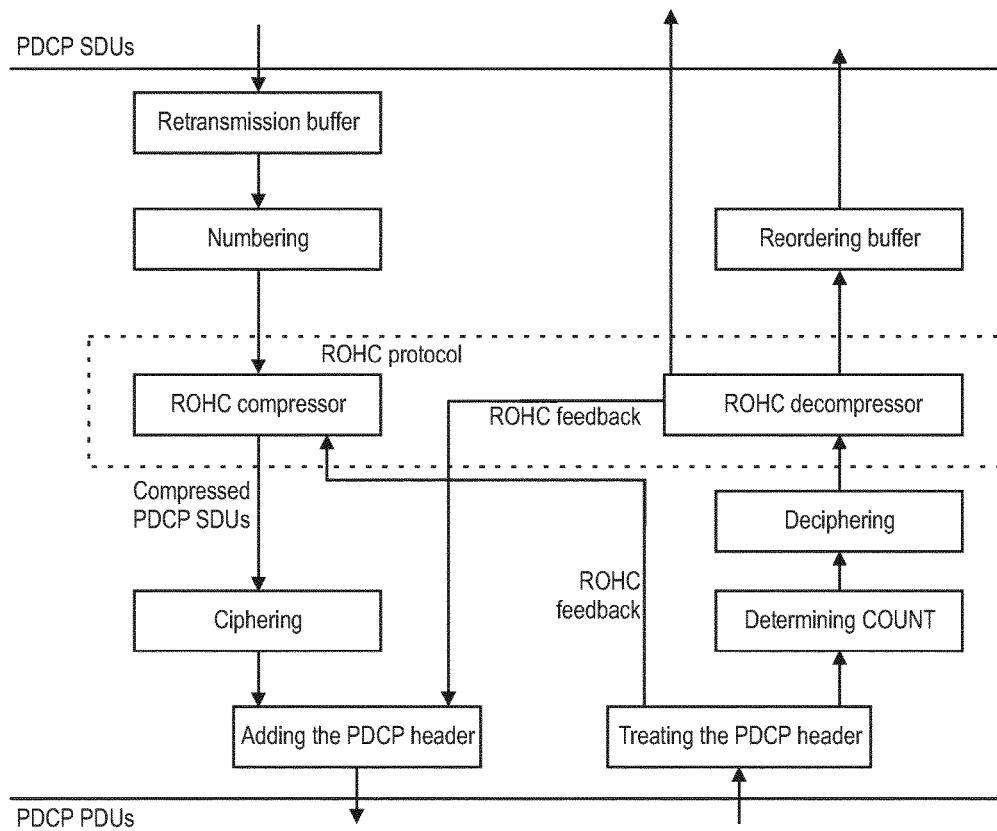 PDCP SDUs
Retransmission buffer
Numbering
Reordering buffer
ROHC protocol
ROHC compressor
ROHC feedback
ROHC decompressor
Compressed
PDCP SDUs
Deciphering
ROHC
feedback
Ciphering
Determining COUNT
Adding the PDCP header
Treating the PDCP header
PDCP PDUs